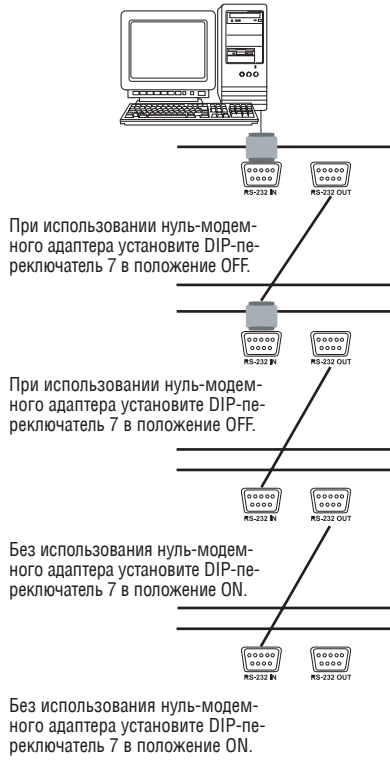 RS-232 IN RS-232 OUT
При использовании нуль-модем-
ного адаптера установите DIP-пе-
реключатель 7 в положение OFF.
RS-232 IN RS-232 OUT
При использовании нуль-модем-
ного адаптера установите DIP-пе-
реключатель 7 в положение OFF.
RS-232 IN RS-232 OUT
Без использования нуль-модем-
ного адаптера установите DIP-пе-
реключатель 7 в положение ON.
RS-232 IN RS-232 OUT
Без использования нуль-модем-
ного адаптера установите DIP-пе-
реключатель 7 в положение ON.